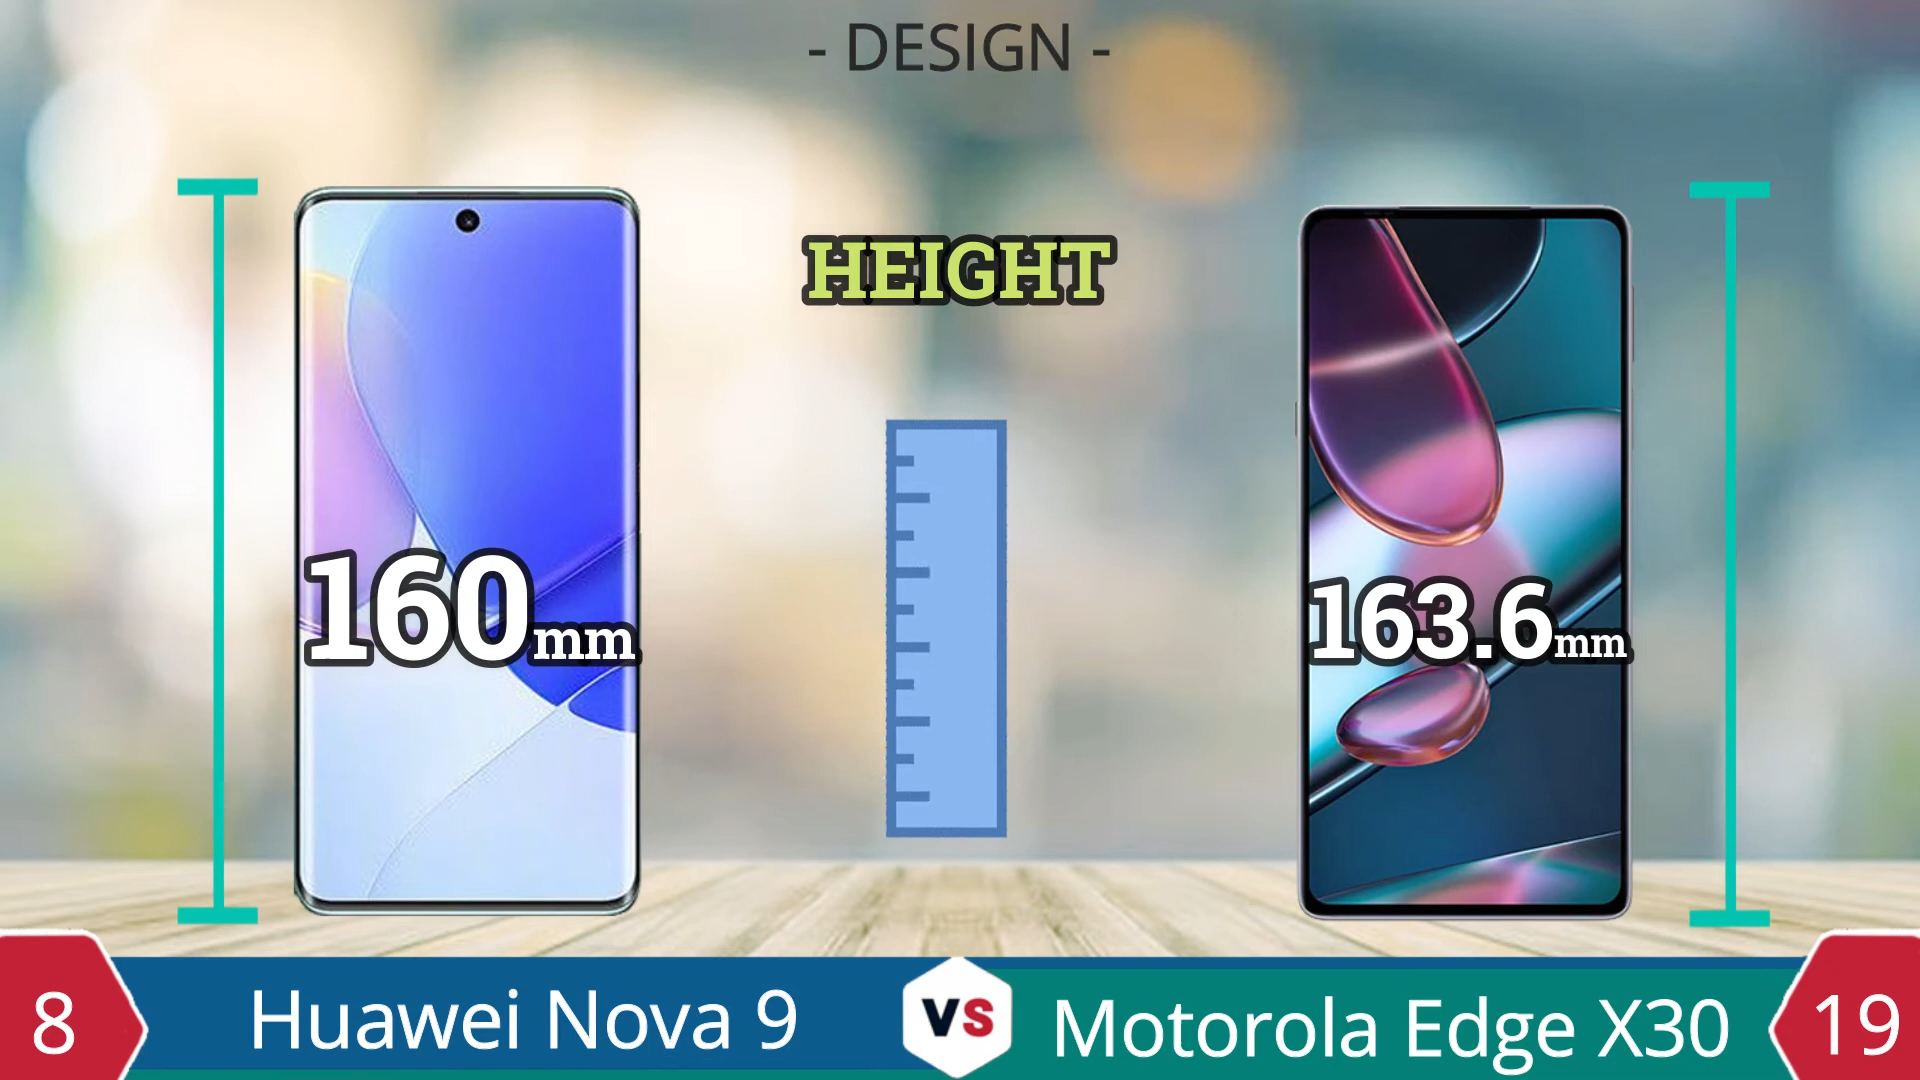 - DESIGN -
HEIGHT
160mm
163.6mm
8
Huawei Nova 9
VS
Motorola Edge X30
19